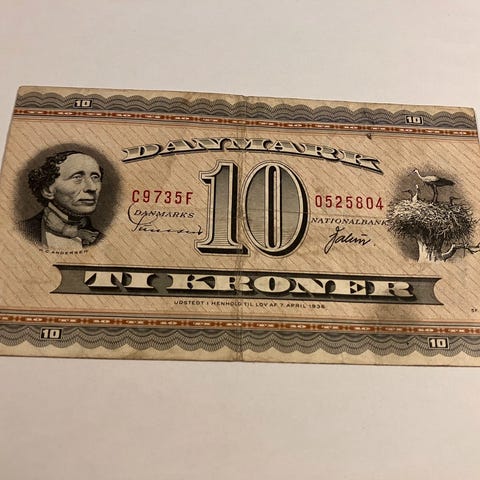 10 10
DANMARK
C9735F 10 0525804
DANMARKS NATIONALBANK
H.C. ANDERSEN
TI KRONER
UDSTEDT I HENHOLD TIL LOV AF 7. APRIL 1936
10 10